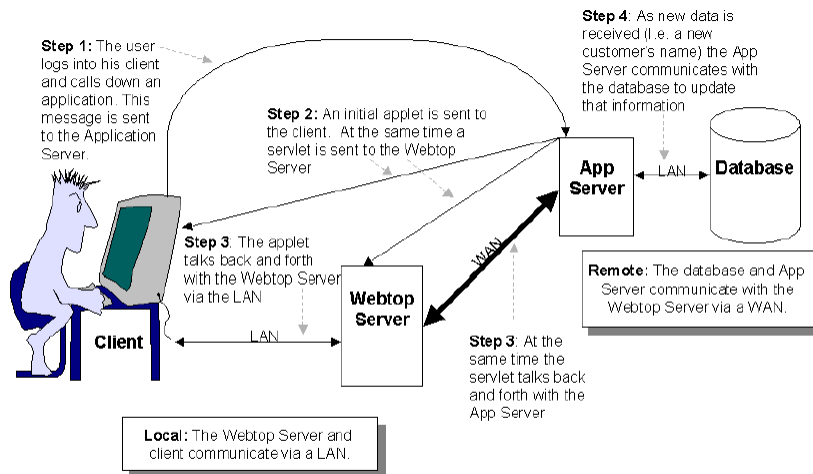 Step 1: The user
logs into his client
and calls down an
application. This
message is sent
to the Application
Server.
Step 2: An initial applet is sent to
the client. At the same time a
servlet is sent to the Webtop
Server
Step 4: As new data is
received (I.e. a new
customer's name) the App
Server communicates with
the database to update
that information
App
Server
LAN
Database
Step 3: The applet
talks back and forth
with the Webtop Server
via the LAN
WAN
Remote: The database and App
Server communicate with the
Webtop Server via a WAN.
Webtop
Server
Client
LAN
Step 3: At the
same time the
servlet talks back
and forth with the
App Server
Local: The Webtop Server and
client communicate via a LAN.